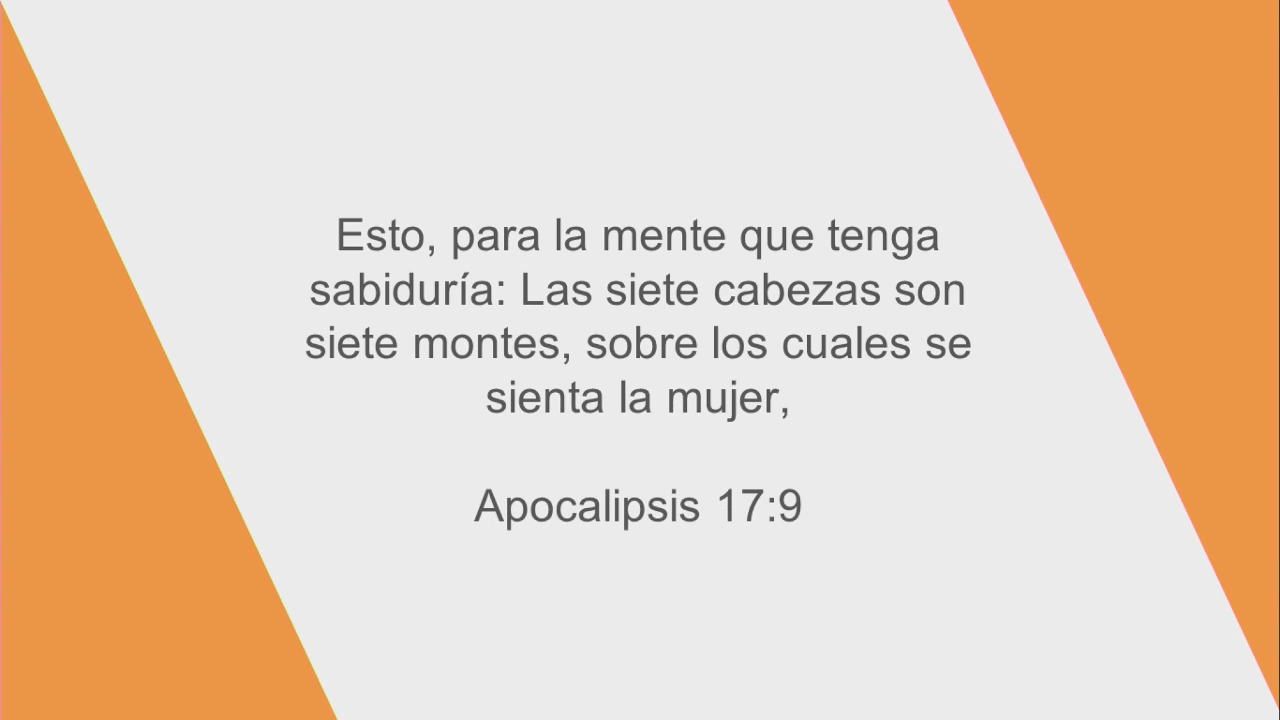 Esto, para la mente que tenga
sabiduría: Las siete cabezas son
siete montes, sobre los cuales se
sienta la mujer,
Apocalipsis 17:9